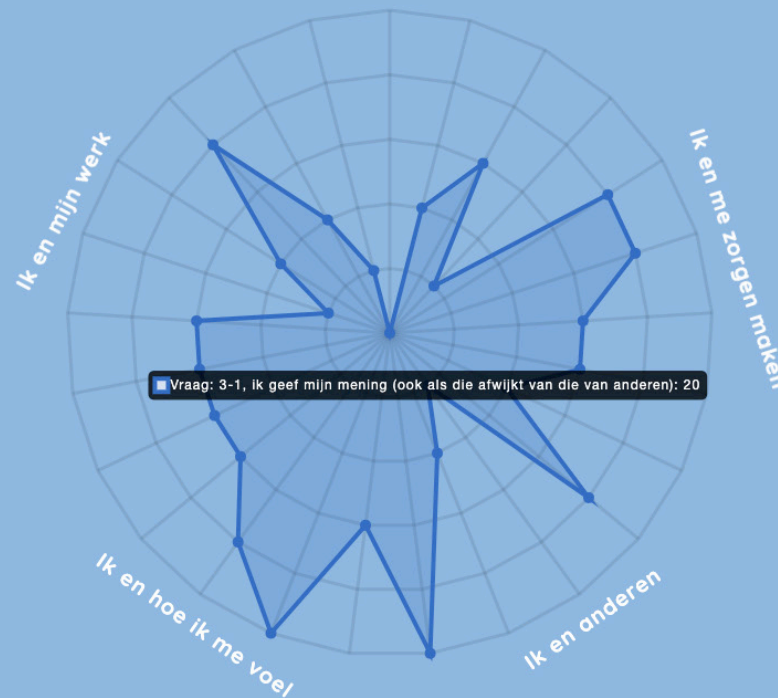 Ik en mijn werk
Ik en me zorgen maken
Vraag: 3-1, ik geef mijn mening (ook als die afwijkt van die van anderen): 20
Ik en hoe ik me voel
Ik en anderen